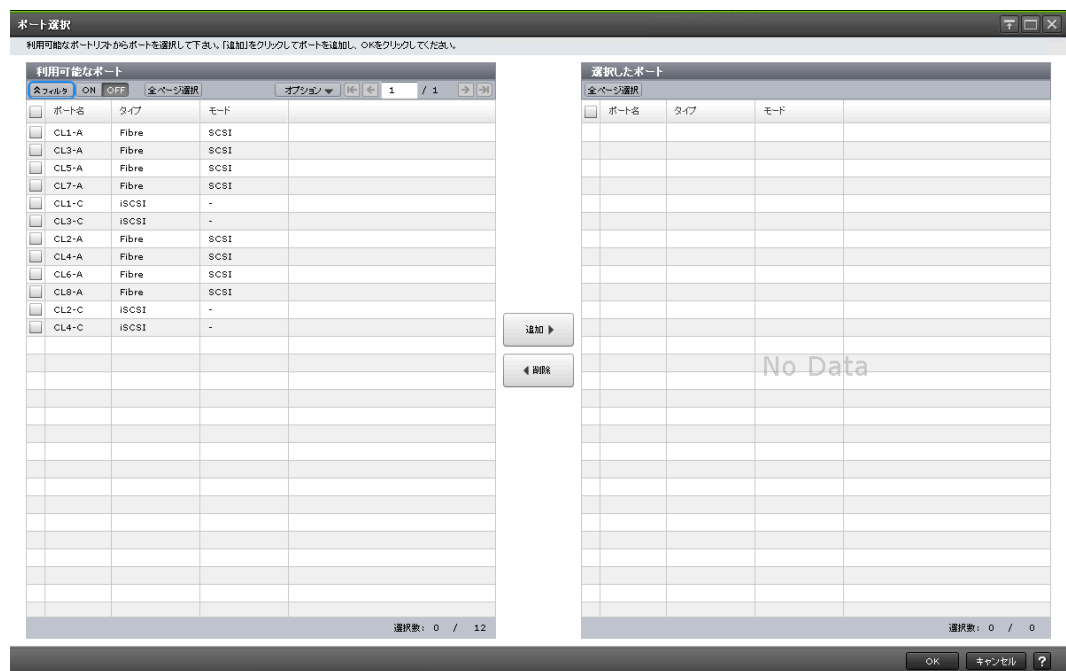 ポート選択
利用可能なポートリストからポートを選択して下さい。「追加」をクリックしてポートを追加し、OKをクリックしてください。
利用可能なポート
フィルタ ON OFF 全ページ選択 オプション 1 / 1
ポート名 タイプ モード
CL1-A Fibre SCSI
CL3-A Fibre SCSI
CL5-A Fibre SCSI
CL7-A Fibre SCSI
CL1-C iSCSI -
CL3-C iSCSI -
CL2-A Fibre SCSI
CL4-A Fibre SCSI
CL6-A Fibre SCSI
CL8-A Fibre SCSI
CL2-C iSCSI -
CL4-C iSCSI -
選択数: 0 / 12
追加
削除
選択したポート
全ページ選択
ポート名 タイプ モード
No Data
選択数: 0 / 0
OK キャンセル ?